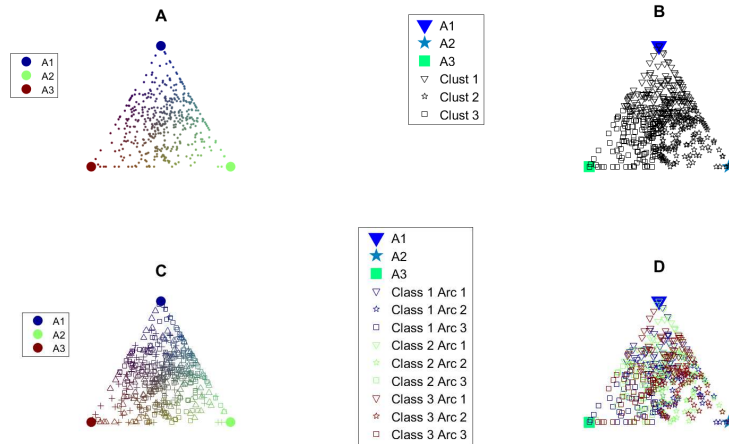 A
A1
A2
A3
B
A1
A2
A3
Clust 1
Clust 2
Clust 3
C
A1
A2
A3
A1
A2
A3
Class 1 Arc 1
Class 1 Arc 2
Class 1 Arc 3
Class 2 Arc 1
Class 2 Arc 2
Class 2 Arc 3
Class 3 Arc 1
Class 3 Arc 2
Class 3 Arc 3
D